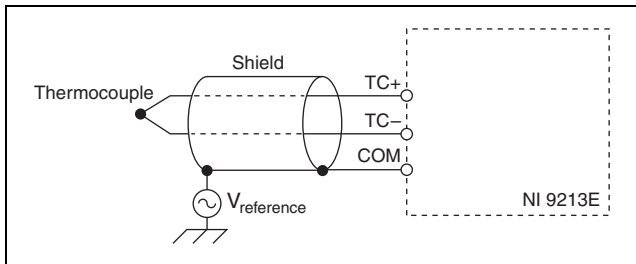 Shield
Thermocouple
TC+
TC–
COM
Vreference
NI 9213E